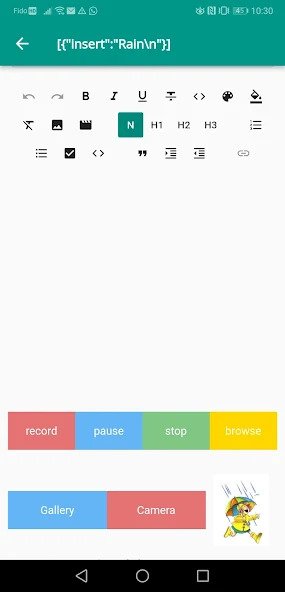 Fido HD 45 10:30
[{"insert":"Rain\n"}]
B I U S <>
N H1 H2 H3
<>
record pause stop browse
Gallery Camera